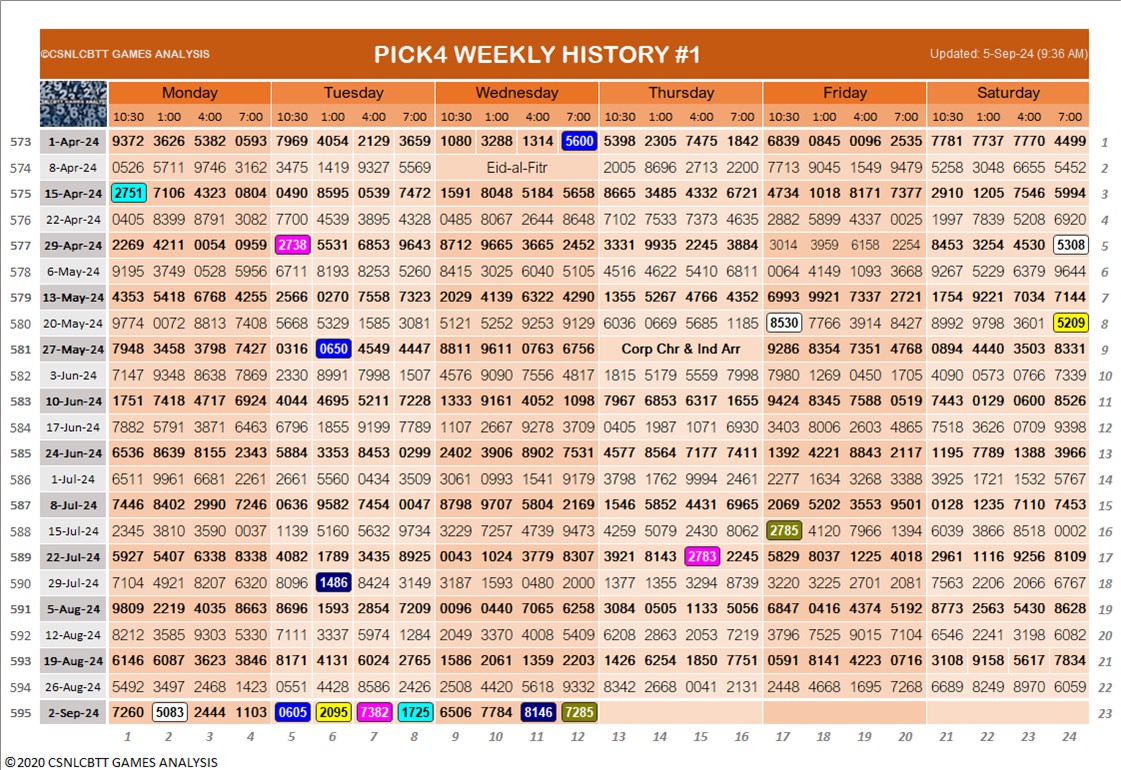 ©CSNLCBTT GAMES ANALYSIS PICK4 WEEKLY HISTORY #1 Updated: 5-Sep-24 (9:36 AM)
Monday Tuesday Wednesday Thursday Friday Saturday
10:30 1:00 4:00 7:00 10:30 1:00 4:00 7:00 10:30 1:00 4:00 7:00 10:30 1:00 4:00 7:00 10:30 1:00 4:00 7:00 10:30 1:00 4:00 7:00
573 1-Apr-24 9372 3626 5382 0593 7969 4054 2129 3659 1080 3288 1314 5600 5398 2305 7475 1842 6839 0845 0096 2535 7781 7737 7770 4499 1
574 8-Apr-24 0526 5711 9746 3162 3475 1419 9327 5569 Eid-al-Fitr 2005 8696 2713 2200 7713 9045 1549 9479 5258 3048 6655 5452 2
575 15-Apr-24 2751 7106 4323 0804 0490 8595 0539 7472 1591 8048 5184 5658 8665 3485 4332 6721 4734 1018 8171 7377 2910 1205 7546 5994 3
576 22-Apr-24 0405 8399 8791 3082 7700 4539 3895 4328 0485 8067 2644 8648 7102 7533 7373 4635 2882 5899 4337 0025 1997 7839 5208 6920 4
577 29-Apr-24 2269 4211 0054 0959 2738 5531 6853 9643 8712 9665 3665 2452 3331 9935 2245 3884 3014 3959 6158 2254 8453 3254 4530 5308 5
578 6-May-24 9195 3749 0528 5956 6711 8193 8253 5260 8415 3025 6040 5105 4516 4622 5410 6811 0064 4149 1093 3668 9267 5229 6379 9644 6
579 13-May-24 4353 5418 6768 4255 2566 0270 7558 7323 2029 4139 6322 4290 1355 5267 4766 4352 6993 9921 7337 2721 1754 9221 7034 7144 7
580 20-May-24 9774 0072 8813 7408 5668 5329 1585 3081 5121 5252 9253 9129 6036 0669 5685 1185 8530 7766 3914 8427 8992 9798 3601 5209 8
581 27-May-24 7948 3458 3798 7427 0316 0650 4549 4447 8811 9611 0763 6756 Corp Chr & Ind Arr 9286 8354 7351 4768 0894 4440 3503 8331 9
582 3-Jun-24 7147 9348 8638 7869 2330 8991 7998 1507 4576 9090 7556 4817 1815 5179 5559 7998 7980 1269 0450 1705 4090 0573 0766 7339 10
583 10-Jun-24 1751 7418 4717 6924 4044 4695 5211 7228 1333 9161 4052 1098 7967 6853 6317 1655 9424 8345 7588 0519 7443 0129 0600 8526 11
584 17-Jun-24 7882 5791 3871 6463 6796 1855 9199 7789 1107 2667 9278 3709 0405 1987 1071 6930 3403 8006 2603 4865 7518 3626 0709 9398 12
585 24-Jun-24 6536 8639 8155 2343 5884 3353 8453 0299 2402 3906 8902 7531 4577 8564 7177 7411 1392 4221 8843 2117 1195 7789 1388 3966 13
586 1-Jul-24 6511 9961 6681 2261 2661 5560 0434 3509 3061 0993 1541 9179 3798 1762 9994 2461 2277 1634 3268 3388 3925 1721 1532 5767 14
587 8-Jul-24 7446 8402 2990 7246 0636 9582 7454 0047 8798 9707 5804 2169 1546 5852 4431 6965 2069 5202 3553 9501 0128 1235 7110 7453 15
588 15-Jul-24 2345 3810 3590 0037 1139 5160 5632 9734 3229 7257 4739 9473 4259 5079 2430 8062 2785 4120 7966 1394 6039 3866 8518 0002 16
589 22-Jul-24 5927 5407 6338 8338 4082 1789 3435 8925 0043 1024 3779 8307 3921 8143 2783 2245 5829 8037 1225 4018 2961 1116 9256 8109 17
590 29-Jul-24 7104 4921 8207 6320 8096 1486 8424 3149 3187 1593 0480 2000 1377 1355 3294 8739 3220 3225 2701 2081 7563 2206 2066 6767 18
591 5-Aug-24 9809 2219 4035 8663 8696 1593 2854 7209 0096 0440 7065 6258 3084 0505 1133 5056 6847 0416 4374 5192 8773 2563 5430 8628 19
592 12-Aug-24 8212 3585 9303 5330 7111 3337 5974 1284 2049 3370 4008 5409 6208 2863 2053 7219 3796 7525 9015 7104 6546 2241 3198 6082 20
593 19-Aug-24 6146 6087 3623 3846 8171 4131 6024 2765 1586 2061 1359 2203 1426 6254 1850 7751 0591 8141 4223 0716 3108 9158 5617 7834 21
594 26-Aug-24 5492 3497 2468 1423 0551 4428 8586 2426 2508 4420 5618 9332 8342 2668 0041 2131 2448 4668 1695 7268 6689 8249 8970 6059 22
595 2-Sep-24 7260 5083 2444 1103 0605 2095 7382 1725 6506 7784 8146 7285 23
1 2 3 4 5 6 7 8 9 10 11 12 13 14 15 16 17 18 19 20 21 22 23 24
©2020 CSNLCBTT GAMES ANALYSIS